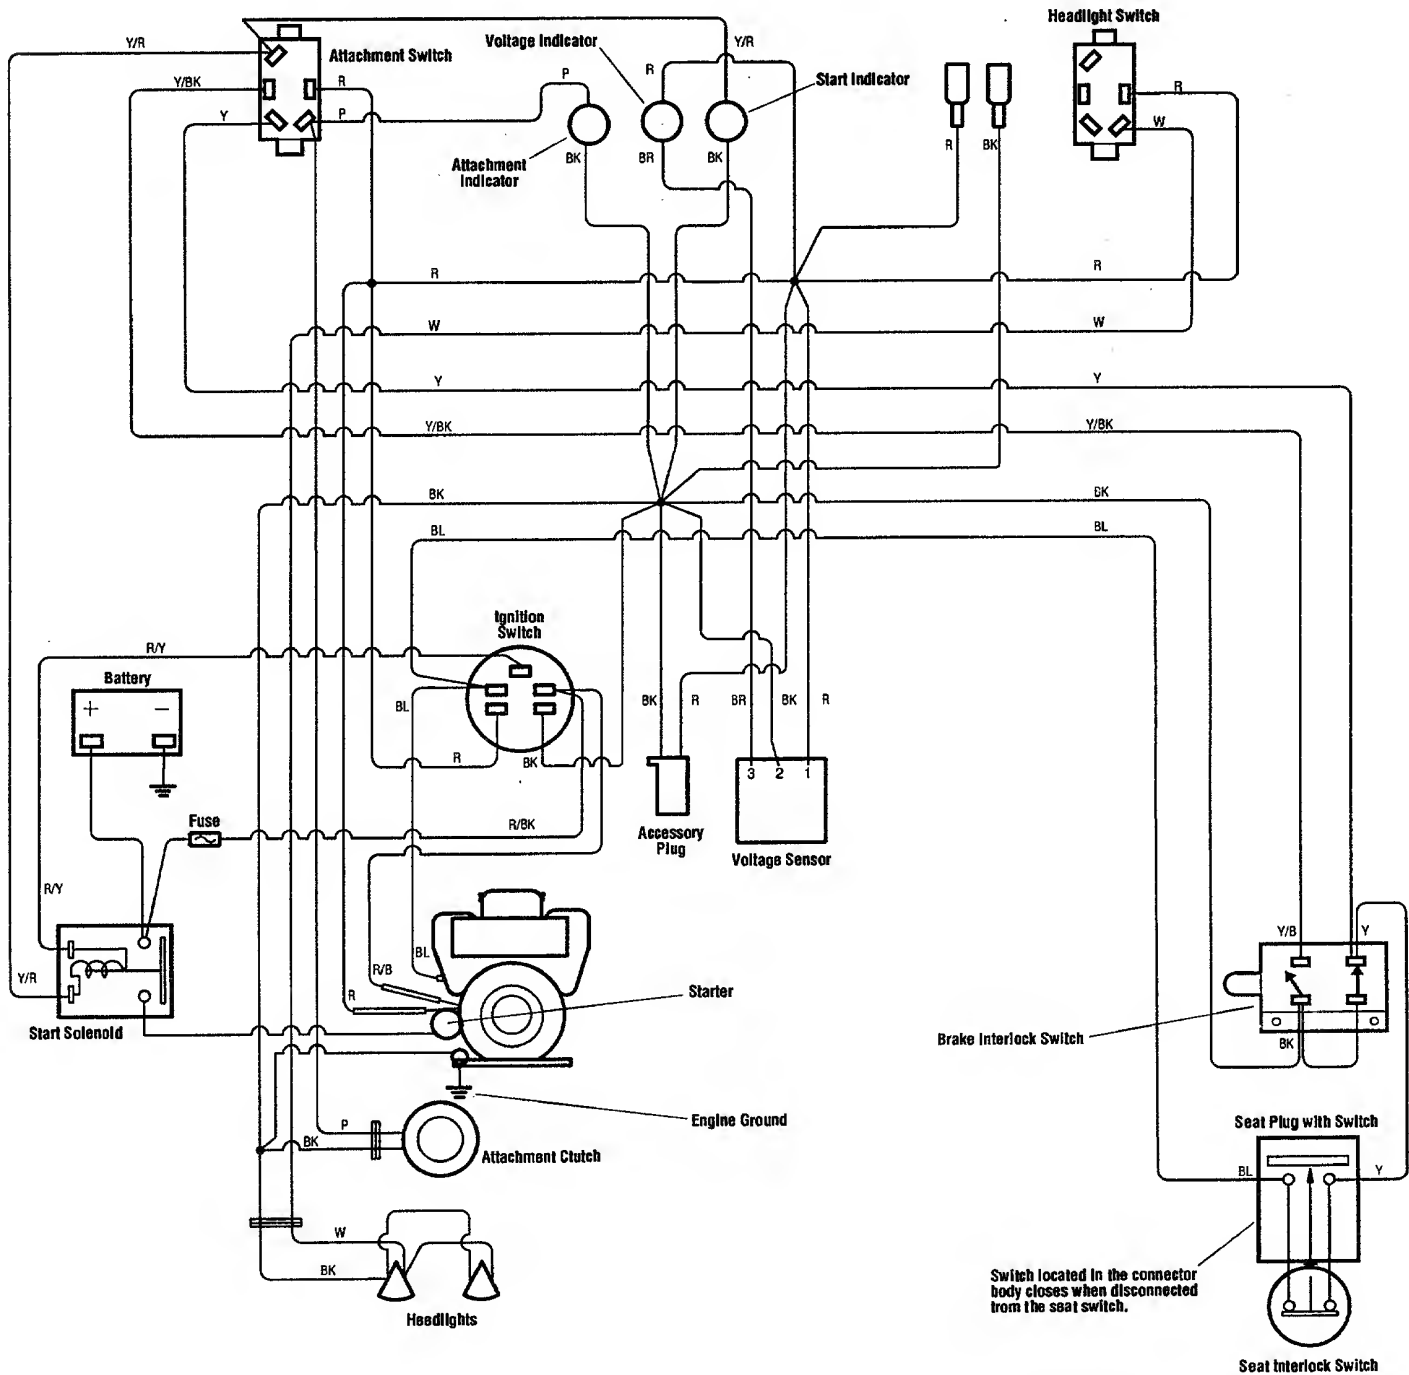 Headlight Switch
Y/R
Attachment Switch
Voltage Indicator
Y/R
Start Indicator
R
P
Y/BK
R
R
Y
P
W
Attachment
Indicator
BK
BR
BK
R
BK
R
R
W
W
Y
Y
Y/BK
Y/BK
BK
BK
BL
BL
Ignition
Switch
R/Y
Battery
+
−
BL
BK
R
BR
BK
R
R
BK
3
2
1
Fuse
R/BK
Accessory
Plug
Voltage Sensor
R/Y
Y/B
Y
Y/R
BL
R/B
R
Starter
Start Solenoid
Brake Interlock Switch
BK
Engine Ground
Seat Plug with Switch
P
BK
Attachment Clutch
BL
Y
W
BK
Switch located in the connector
body closes when disconnected
from the seat switch.
Headlights
Seat Interlock Switch